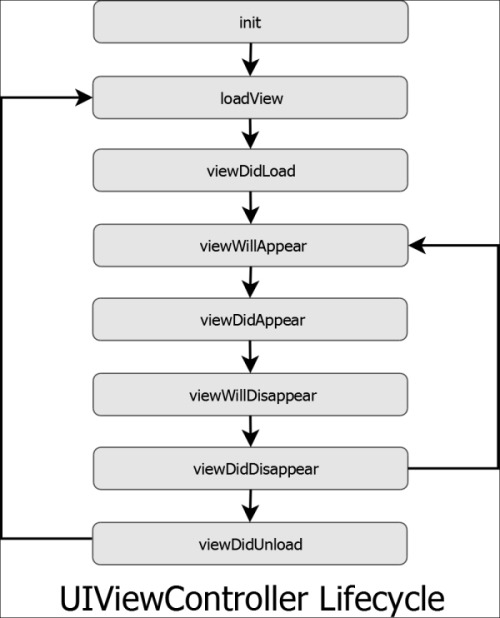 init
loadView
viewDidLoad
viewWillAppear
viewDidAppear
viewWillDisappear
viewDidDisappear
viewDidUnload
UIViewController Lifecycle